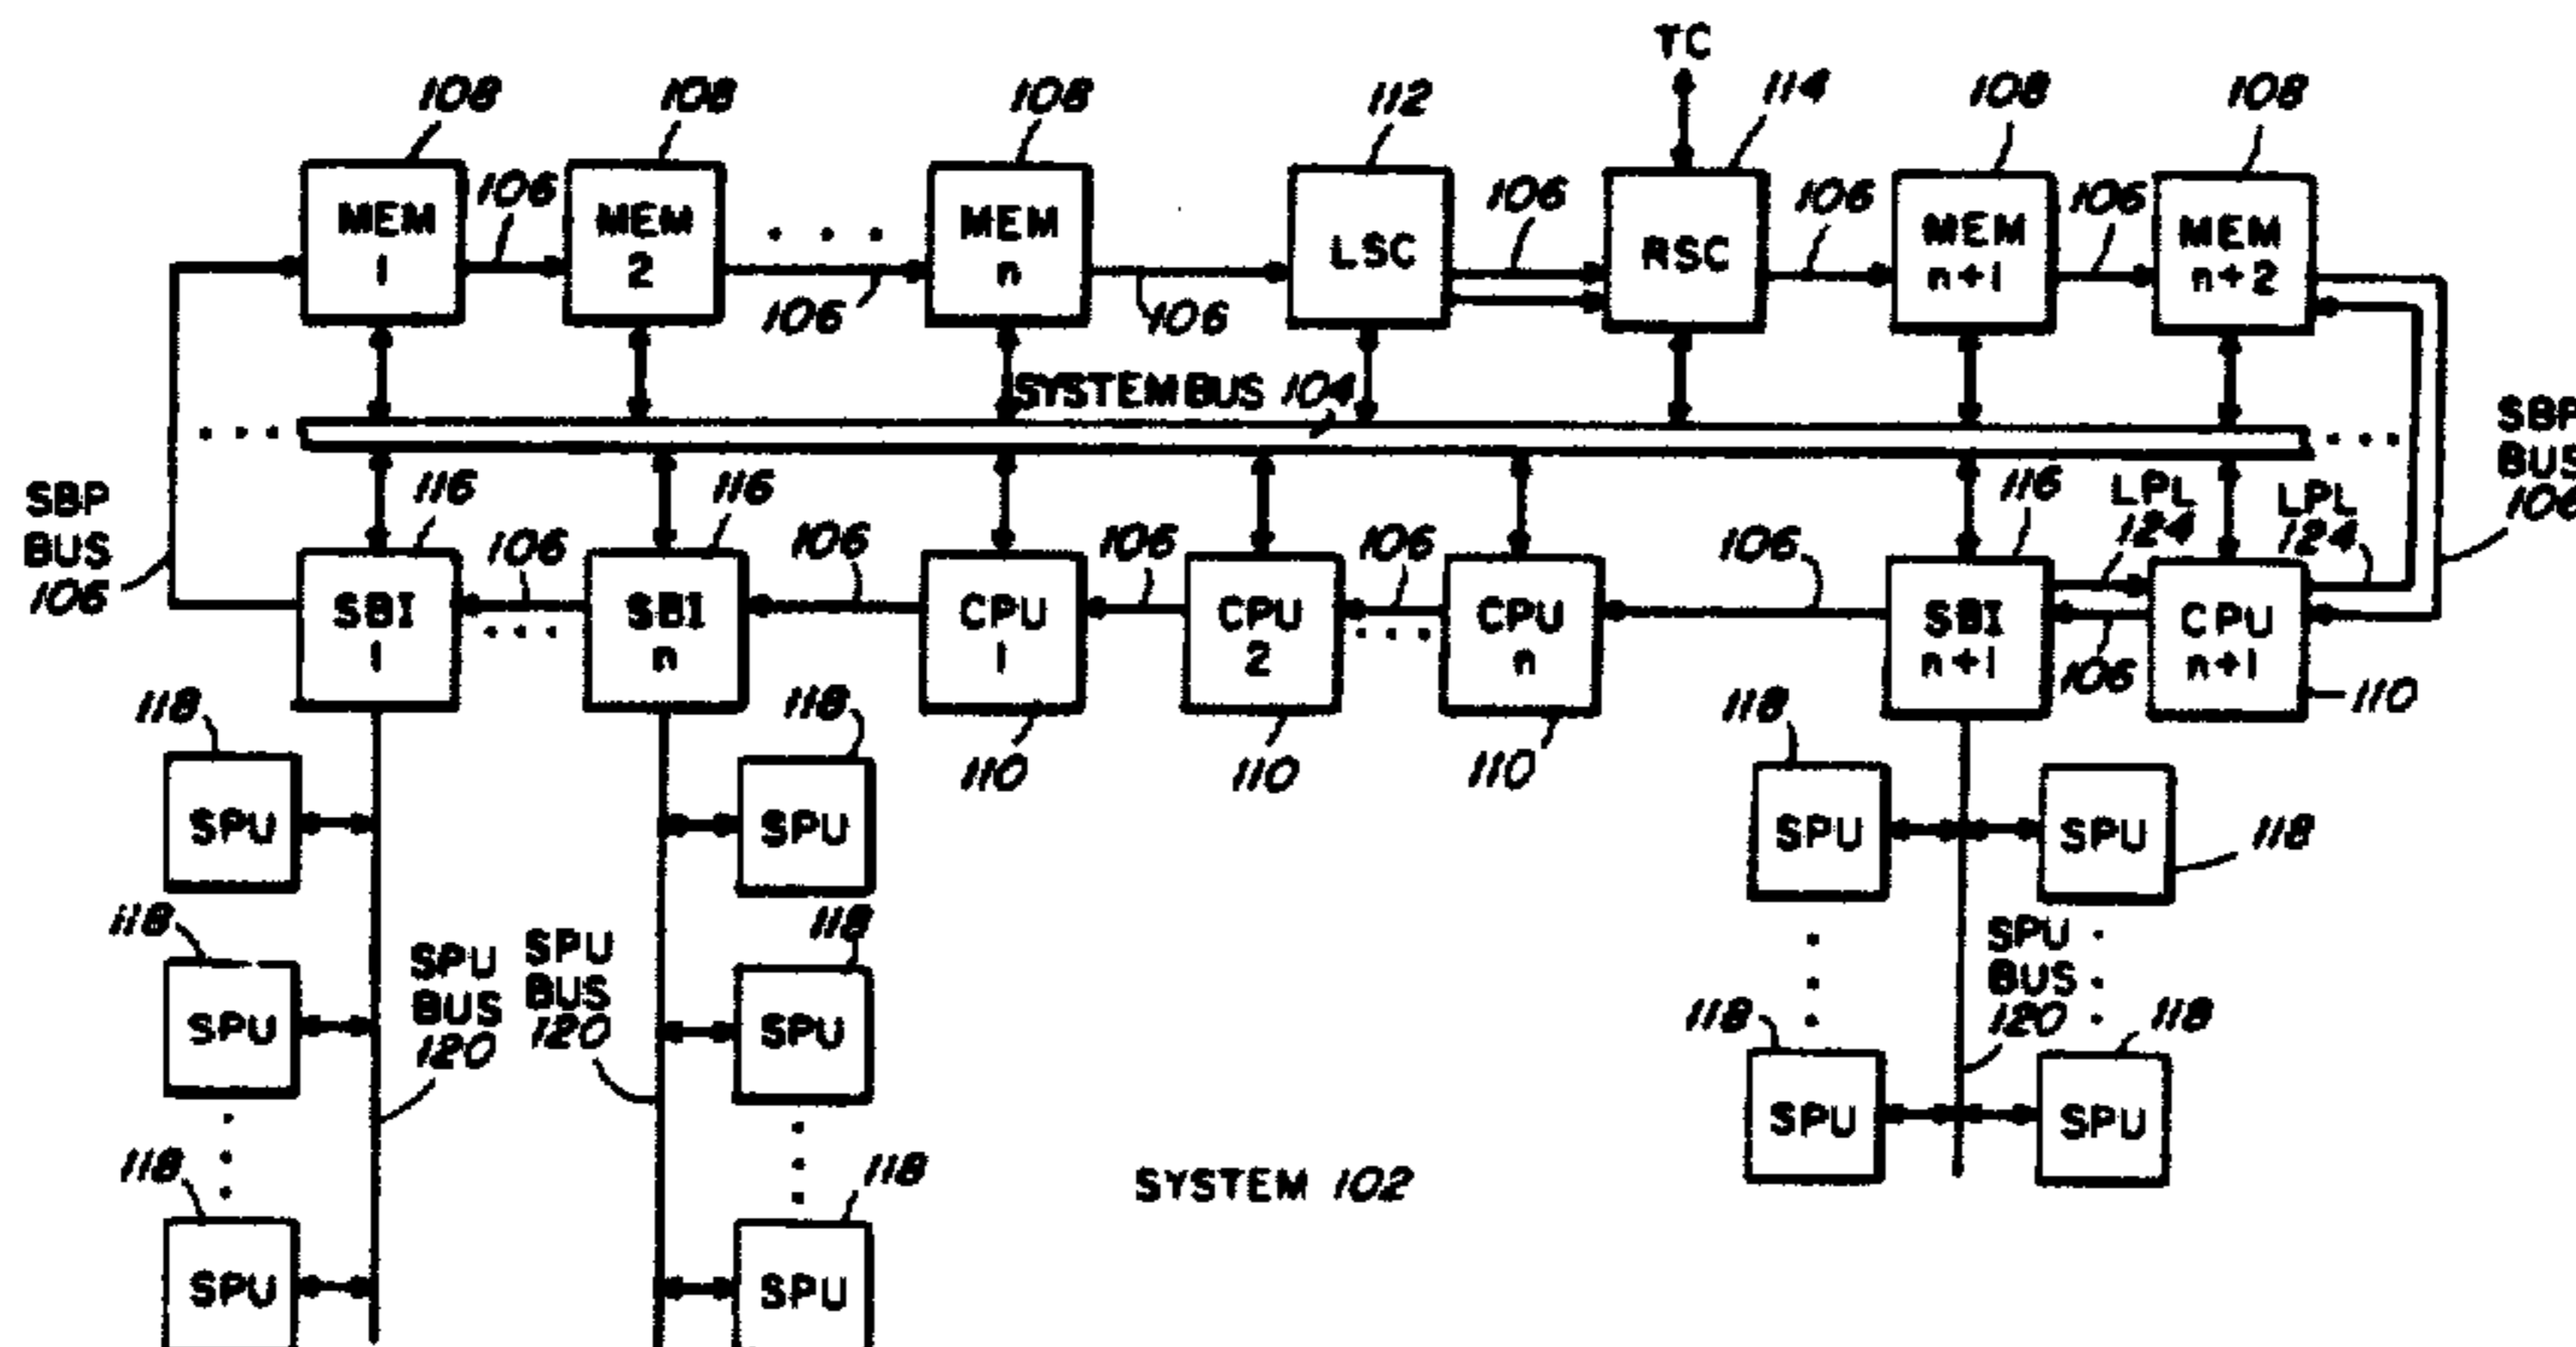 TC
108
108
108
112
114
108
108
MEM
1
106
MEM
2
106
MEM
n
106
LSC
106
RSC
106
MEM
n+1
106
MEM
n+2
SYSTEM BUS 104
SBP
BUS
106
SBP
BUS
106
116
SBI
1
106
116
SBI
n
106
CPU
1
110
106
CPU
2
110
106
CPU
n
110
106
116
SBI
n+1
LPL
124
106
CPU
n+1
110
LPL
124
118
SPU
118
SPU
118
SPU
SPU
BUS
120
SPU
BUS
120
118
SPU
118
SPU
118
SPU
118
SPU
118
SPU
SPU
BUS
120
118
SPU
118
SPU
SYSTEM 102